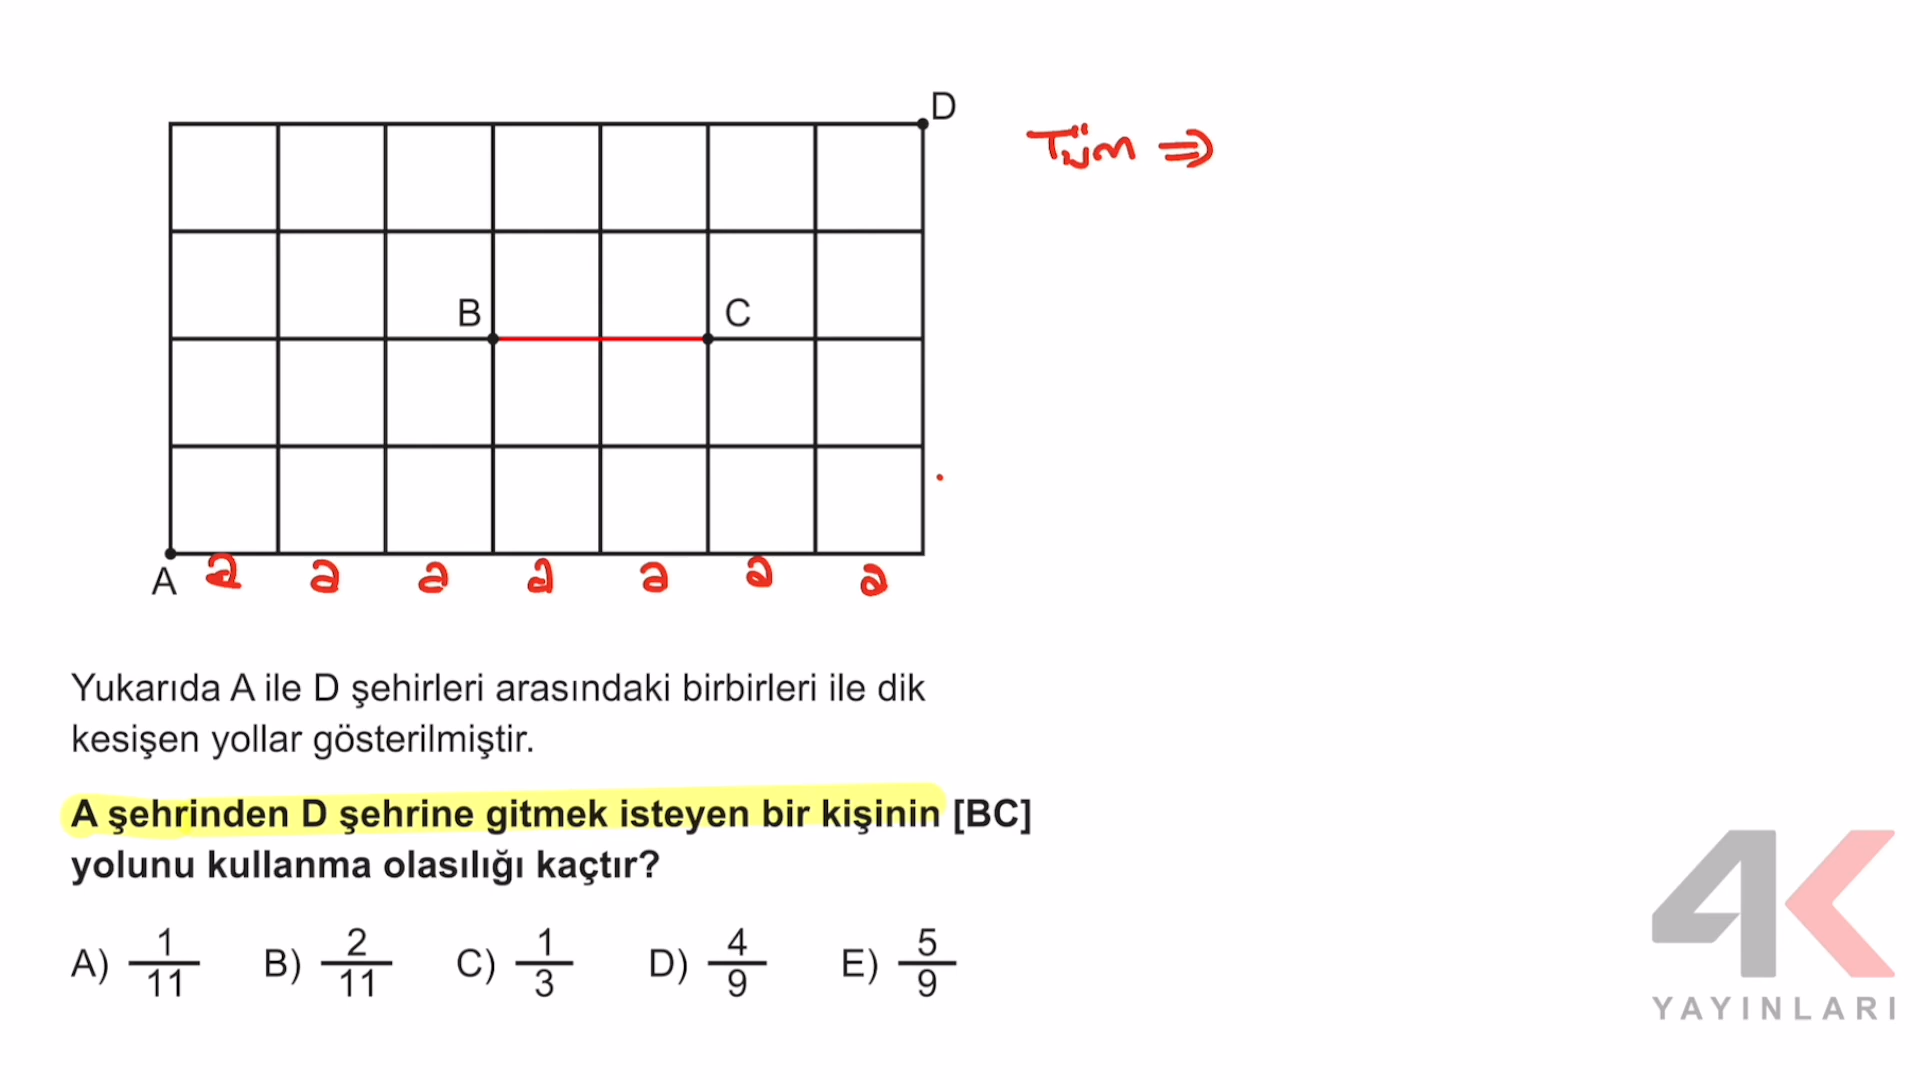 D
Tüm ⇒
B
C
A
a a a a a a a
Yukarıda A ile D şehirleri arasındaki birbirleri ile dik
kesişen yollar gösterilmiştir.
A şehrinden D şehrine gitmek isteyen bir kişinin [BC]
yolunu kullanma olasılığı kaçtır?
A) 1/11 B) 2/11 C) 1/3 D) 4/9 E) 5/9
4K
YAYINLARI